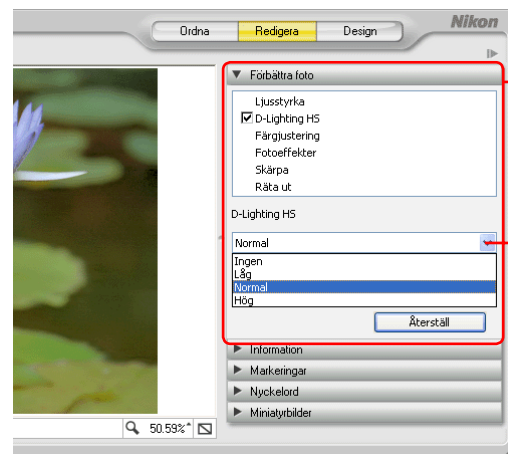 Ordna Redigera Design Nikon
Förbättra foto
Ljusstyrka
D-Lighting HS
Färgjustering
Fotoeffekter
Skärpa
Räta ut
D-Lighting HS
Normal
Ingen
Låg
Normal
Hög
Återställ
Information
Markeringar
Nyckelord
Miniatyrbilder
50.59%